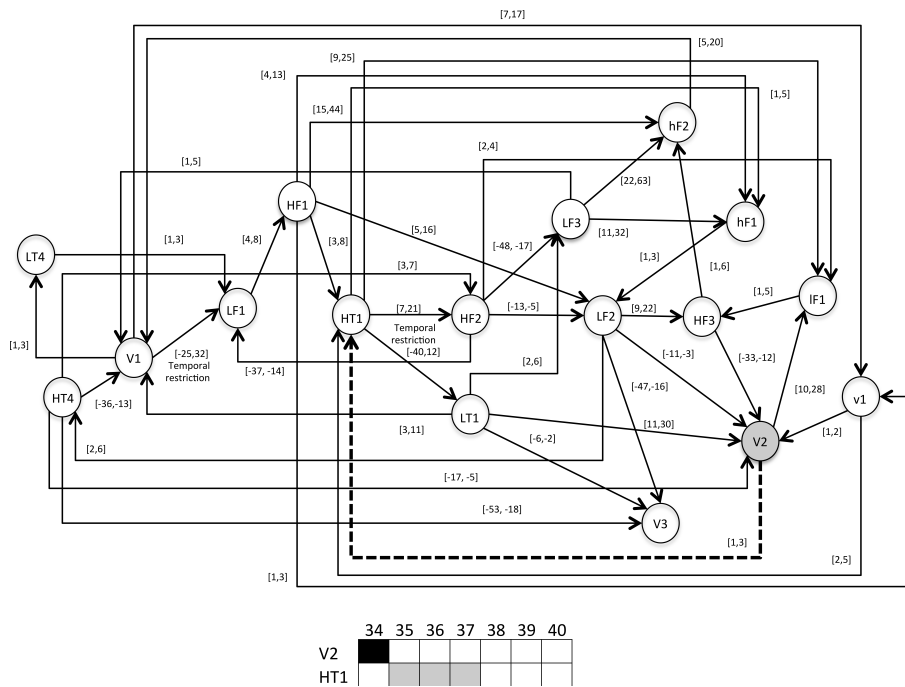 [7,17]
[5,20]
[9,25]
[4,13]
[1,5]
[15,44]
hF2
[2,4]
[1,5]
[22,63]
HF1
LF3
hF1
[4,8]
[3,8]
[5,16]
[11,32]
[-48, -17]
LT4
[1,3]
[3,7]
[1,3]
[1,6]
LF1
HT1
[7,21]
Temporal
restriction
[-40,12]
HF2
[-13,-5]
LF2
[9,22]
HF3
[1,5]
lF1
[1,3]
V1
[-25,32]
Temporal
restriction
[-37, -14]
[2,6]
[-11,-3]
[-33,-12]
HT4
[-36,-13]
[-47,-16]
[10,28]
v1
LT1
[3,11]
[-6,-2]
[11,30]
V2
[1,2]
[2,6]
[-17, -5]
[-53, -18]
V3
[1,3]
[2,5]
[1,3]
34 35 36 37 38 39 40
V2
HT1